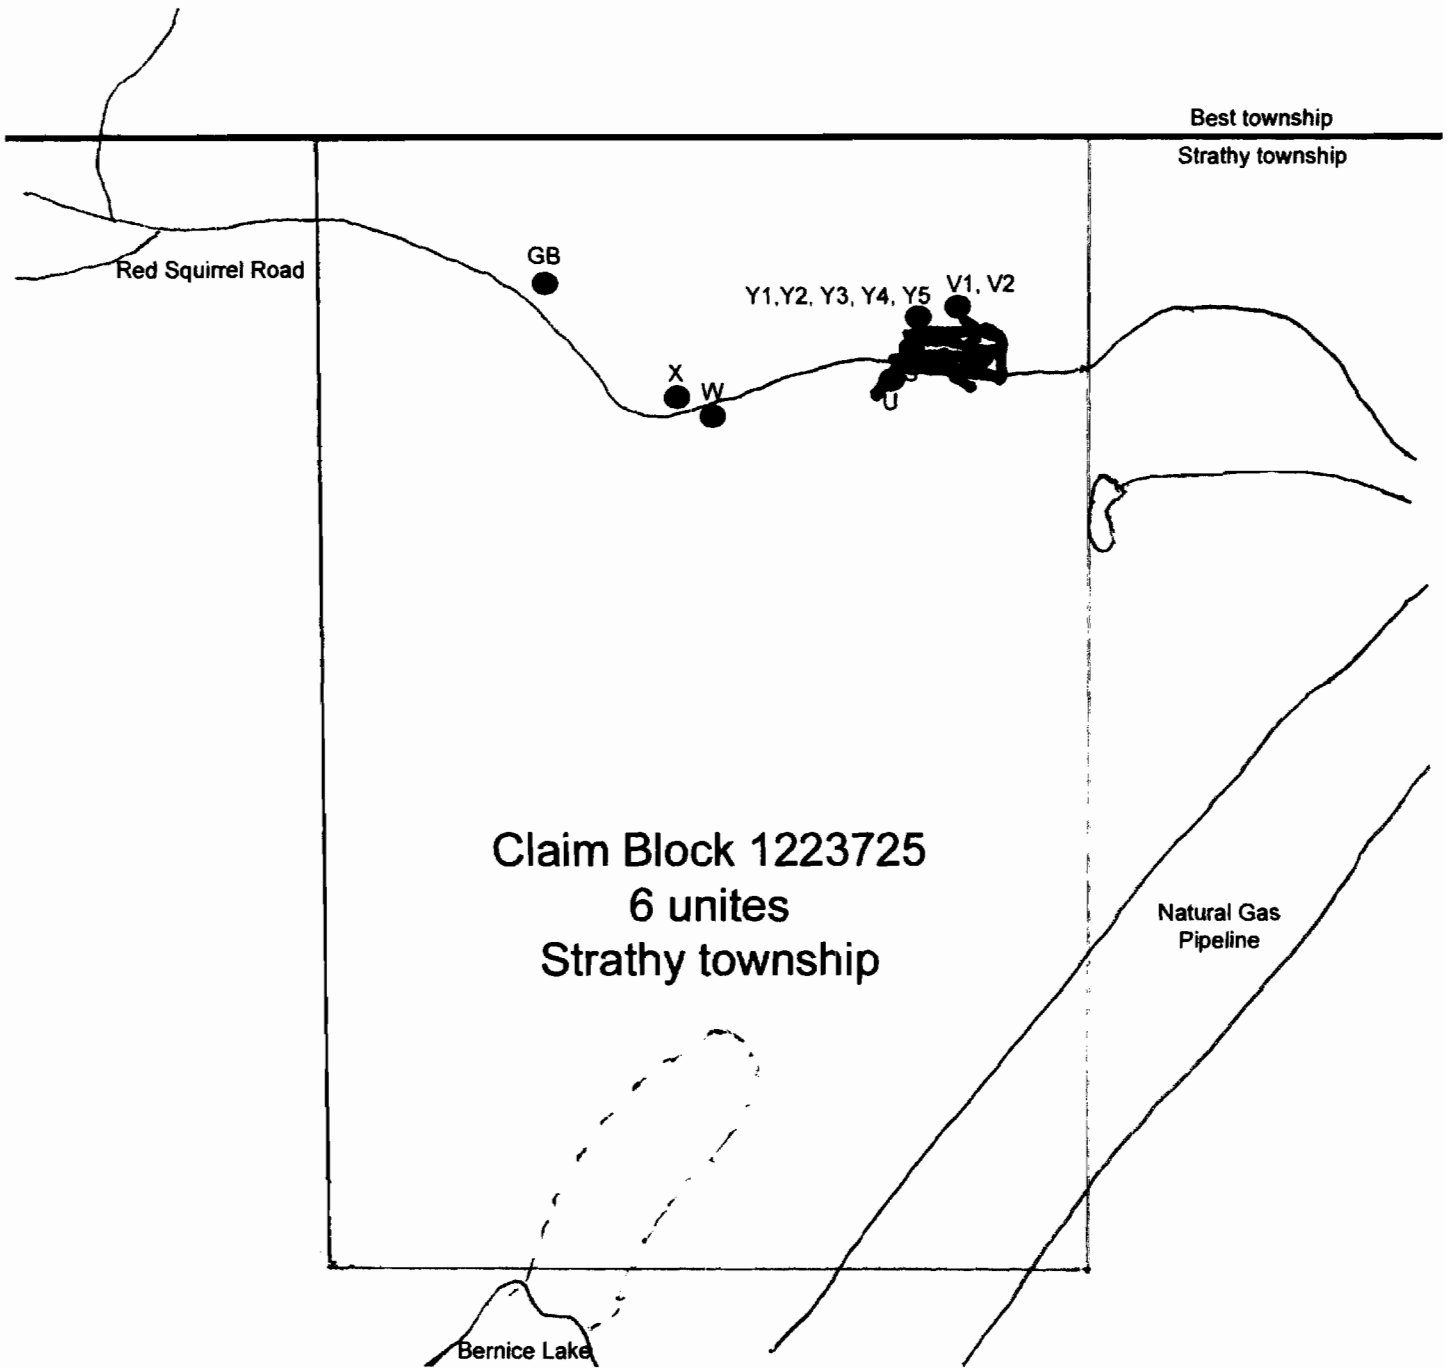 Best township
Strathy township
Red Squirrel Road
GB
Y1,Y2, Y3, Y4, Y5
V1, V2
X
W
U
Claim Block 1223725
6 unites
Strathy township
Natural Gas
Pipeline
Bernice Lake